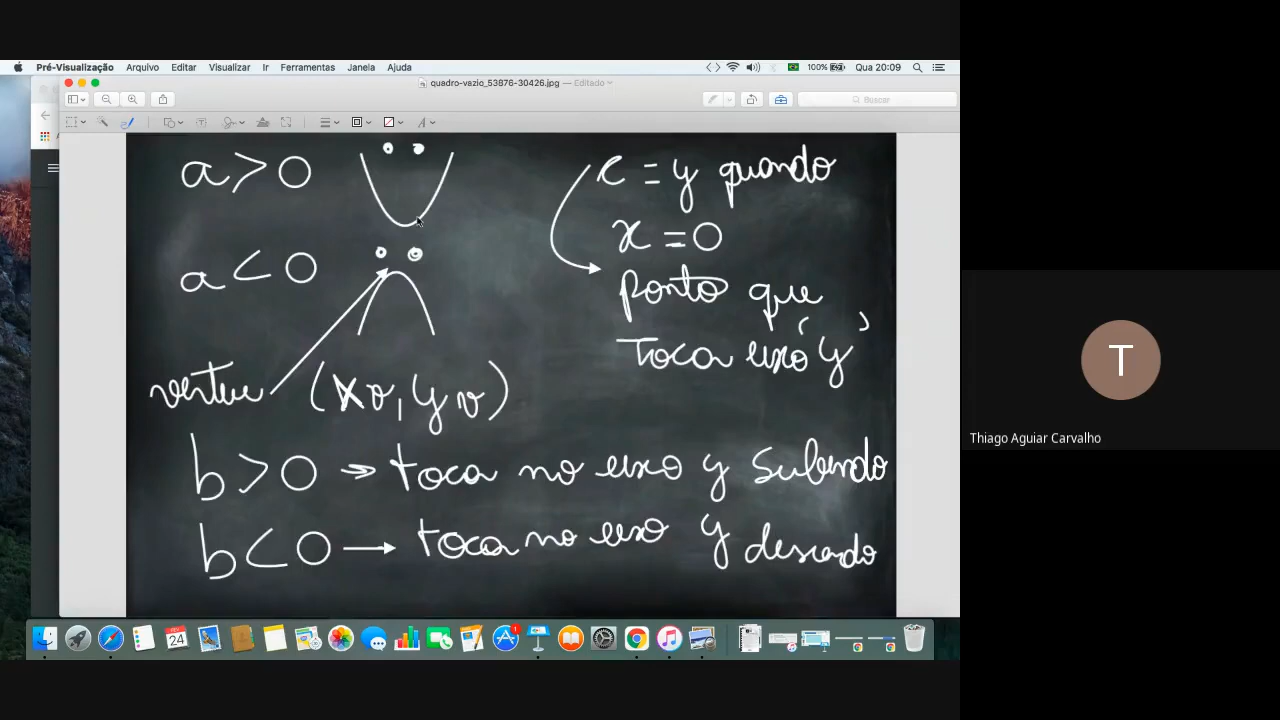 Pré-Visualização Arquivo Editar Visualizar Ir Ferramentas Janela Ajuda 100% Qua 20:09
quadro-vazio_53876-30426.jpg — Editado
Buscar
a > 0
a < 0
vertice (Xv, Yv)
b > 0 → toca no eixo y subindo
b < 0 → toca no eixo y descendo
c = y quando
x = 0
ponto que
toca eixo 'y'
FEV
24
1
T
Thiago Aguiar Carvalho